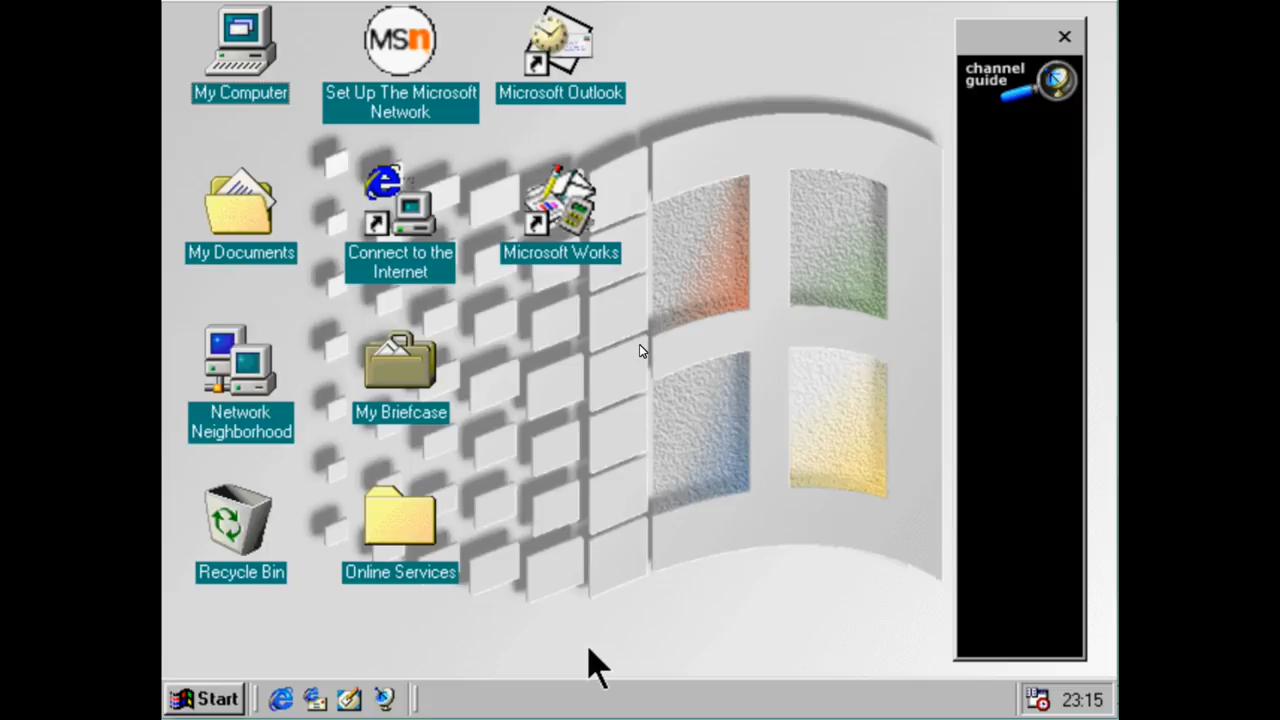 My Computer
Set Up The Microsoft
Network
Microsoft Outlook
My Documents
Connect to the
Internet
Microsoft Works
Network
Neighborhood
My Briefcase
Recycle Bin
Online Services
MSn
channel
guide
Start
23:15